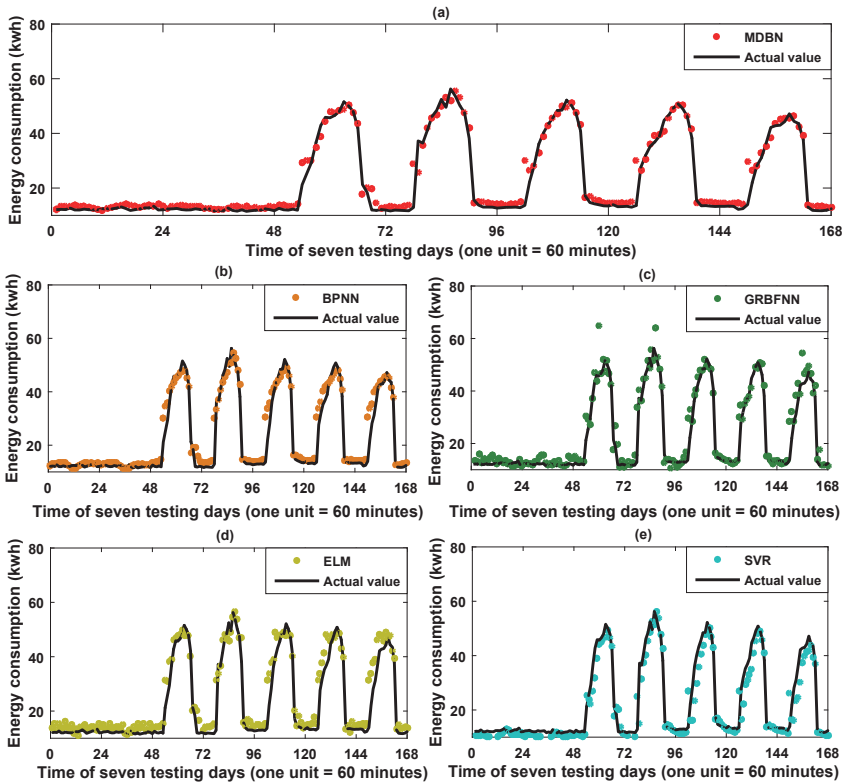 (a)
Energy consumption (kwh)
80
60
40
20
MDBN
Actual value
0 24 48 72 96 120 144 168
Time of seven testing days (one unit = 60 minutes)
(b)
Energy consumption (kwh)
80
60
40
20
BPNN
Actual value
0 24 48 72 96 120 144 168
Time of seven testing days (one unit = 60 minutes)
(c)
Energy consumption (kwh)
80
60
40
20
GRBFNN
Actual value
0 24 48 72 96 120 144 168
Time of seven testing days (one unit = 60 minutes)
(d)
Energy consumption (kwh)
80
60
40
20
ELM
Actual value
0 24 48 72 96 120 144 168
Time of seven testing days (one unit = 60 minutes)
(e)
Energy consumption (kwh)
80
60
40
20
SVR
Actual value
0 24 48 72 96 120 144 168
Time of seven testing days (one unit = 60 minutes)